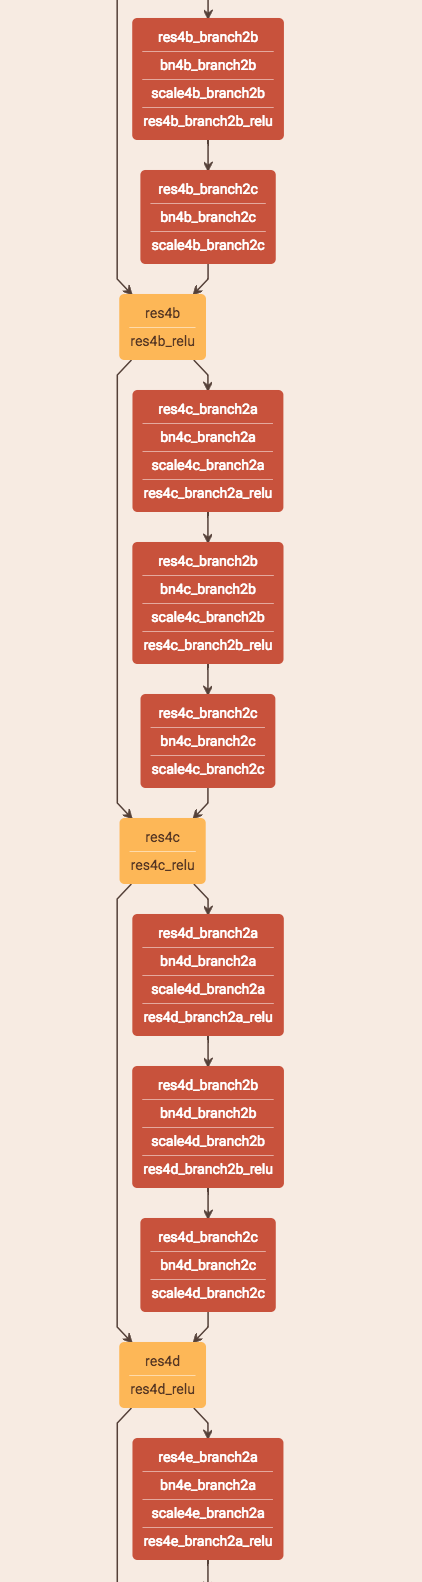 res4b_branch2b
bn4b_branch2b
scale4b_branch2b
res4b_branch2b_relu
res4b_branch2c
bn4b_branch2c
scale4b_branch2c
res4b
res4b_relu
res4c_branch2a
bn4c_branch2a
scale4c_branch2a
res4c_branch2a_relu
res4c_branch2b
bn4c_branch2b
scale4c_branch2b
res4c_branch2b_relu
res4c_branch2c
bn4c_branch2c
scale4c_branch2c
res4c
res4c_relu
res4d_branch2a
bn4d_branch2a
scale4d_branch2a
res4d_branch2a_relu
res4d_branch2b
bn4d_branch2b
scale4d_branch2b
res4d_branch2b_relu
res4d_branch2c
bn4d_branch2c
scale4d_branch2c
res4d
res4d_relu
res4e_branch2a
bn4e_branch2a
scale4e_branch2a
res4e_branch2a_relu